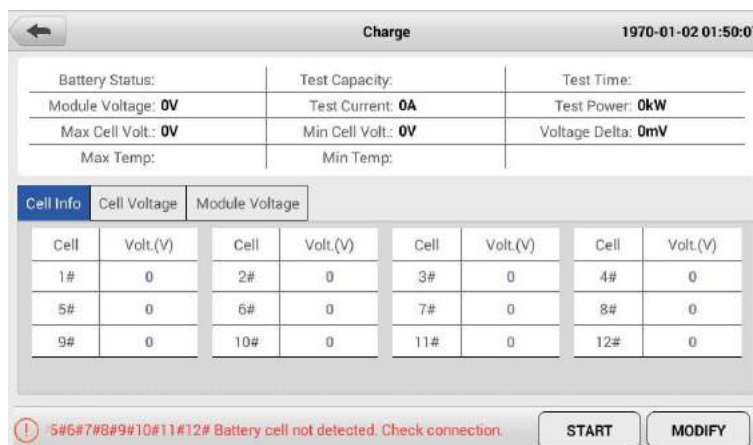 Charge 1970-01-02 01:50:0
Battery Status: Test Capacity: Test Time:
Module Voltage: 0V Test Current: 0A Test Power: 0kW
Max Cell Volt.: 0V Min Cell Volt.: 0V Voltage Delta: 0mV
Max Temp: Min Temp:
Cell Info Cell Voltage Module Voltage
Cell Volt.(V) Cell Volt.(V) Cell Volt.(V) Cell Volt.(V)
1# 0 2# 0 3# 0 4# 0
5# 0 6# 0 7# 0 8# 0
9# 0 10# 0 11# 0 12# 0
5#6#7#8#9#10#11#12# Battery cell not detected. Check connection. START MODIFY